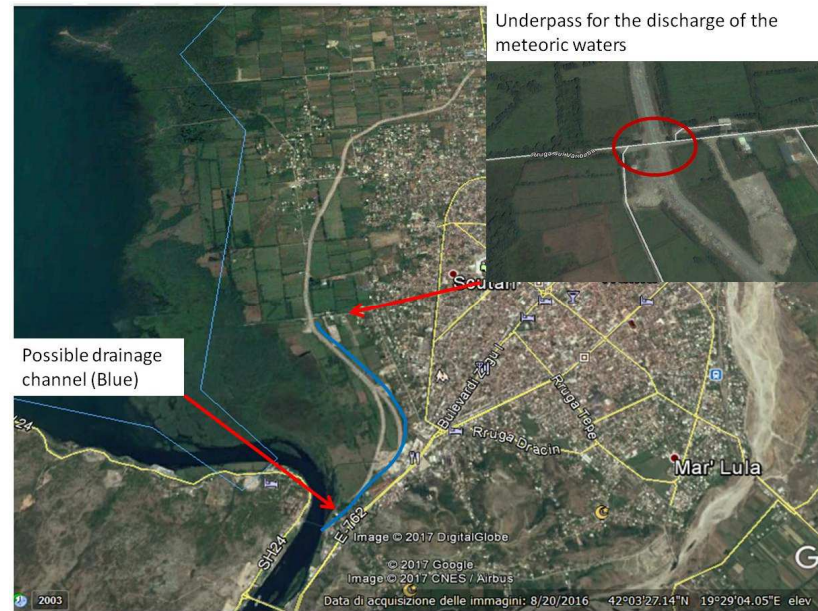 Underpass for the discharge of the
meteoric waters
Scutari
Possible drainage
channel (Blue)
Rruga Tepe
Rruga Dracin
Mar' Lula
E-762
SH24
Image © 2017 DigitalGlobe
© 2017 Google
Image © 2017 CNES / Airbus
G
2003
Data di acquisizione delle immagini: 8/20/2016 42°03'27.14"N 19°29'04.05"E elev